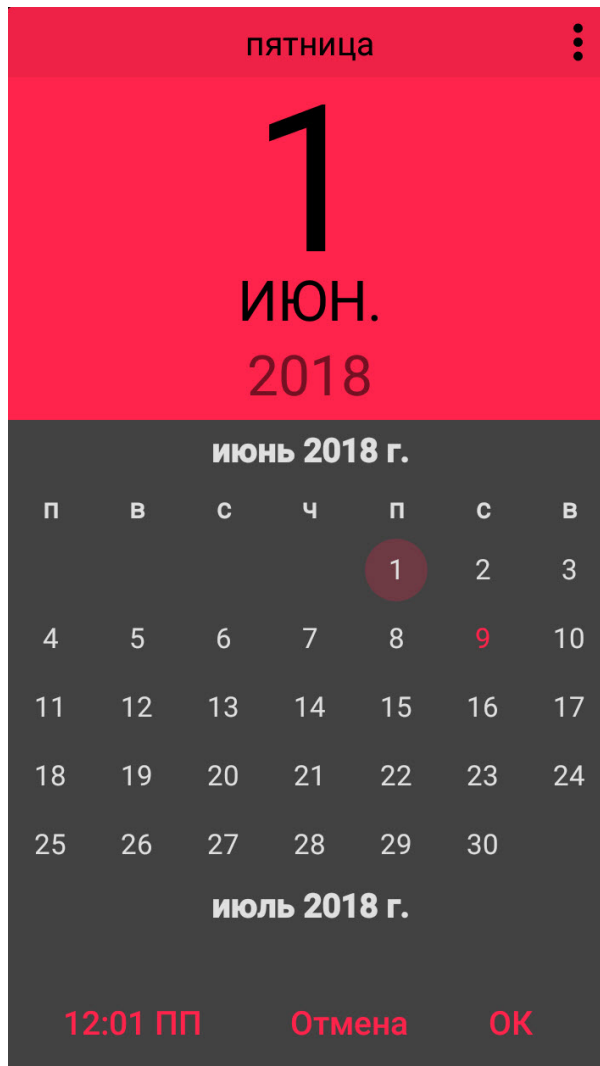 пятница
1
ИЮН.
2018
июнь 2018 г.
П В С Ч П С В
1 2 3
4 5 6 7 8 9 10
11 12 13 14 15 16 17
18 19 20 21 22 23 24
25 26 27 28 29 30
июль 2018 г.
12:01 ПП Отмена ОК